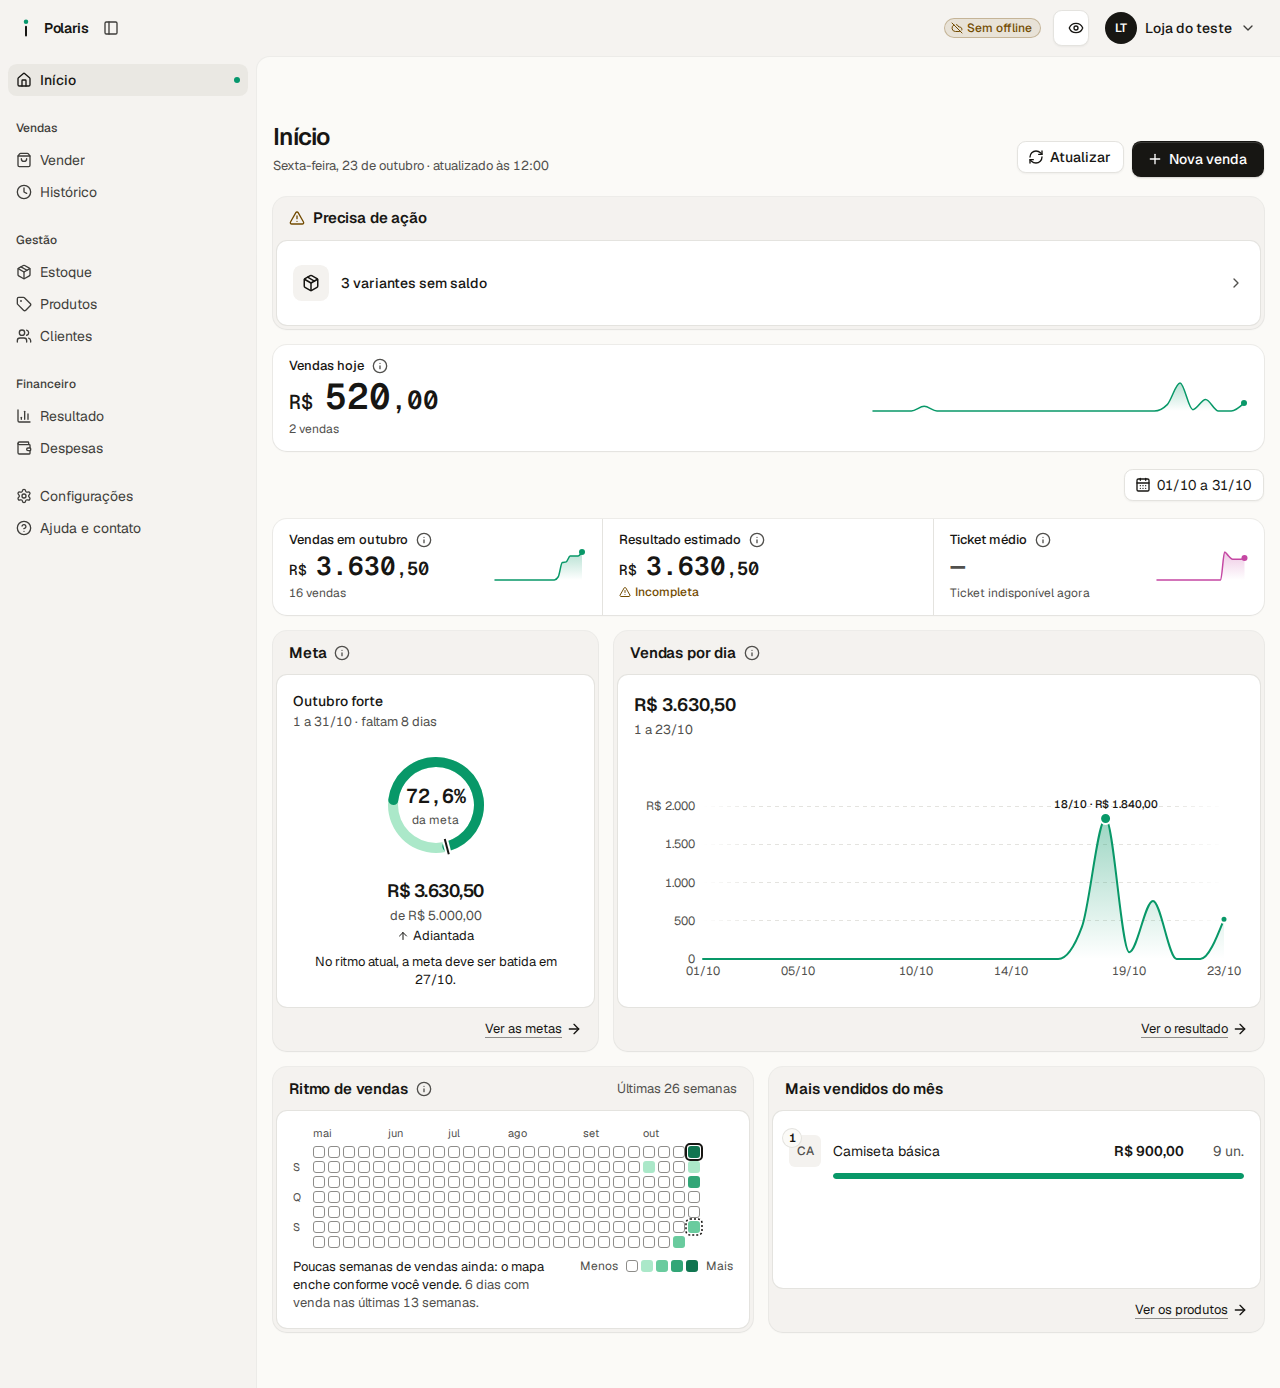 Polaris
Sem offline
LT
Loja do teste
Início
Vendas
Vender
Histórico
Gestão
Estoque
Produtos
Clientes
Financeiro
Resultado
Despesas
Configurações
Ajuda e contato
Início
Sexta-feira, 23 de outubro · atualizado às 12:00
Atualizar
Nova venda
Precisa de ação
3 variantes sem saldo
Vendas hoje
R$ 520,00
2 vendas
01/10 a 31/10
Vendas em outubro
R$ 3.630,50
16 vendas
Resultado estimado
R$ 3.630,50
Incompleta
Ticket médio
—
Ticket indisponível agora
Meta
Outubro forte
1 a 31/10 · faltam 8 dias
72,6%
da meta
R$ 3.630,50
de R$ 5.000,00
Adiantada
No ritmo atual, a meta deve ser batida em
27/10.
Ver as metas
Vendas por dia
R$ 3.630,50
1 a 23/10
18/10 · R$ 1.840,00
R$ 2.000
1.500
1.000
500
0
01/10 05/10 10/10 14/10 19/10 23/10
Ver o resultado
Ritmo de vendas
Últimas 26 semanas
mai jun jul ago set out
S
Q
S
Poucas semanas de vendas ainda: o mapa
enche conforme você vende. 6 dias com
venda nas últimas 13 semanas.
Menos
Mais
Mais vendidos do mês
1
CA
Camiseta básica
R$ 900,00
9 un.
Ver os produtos